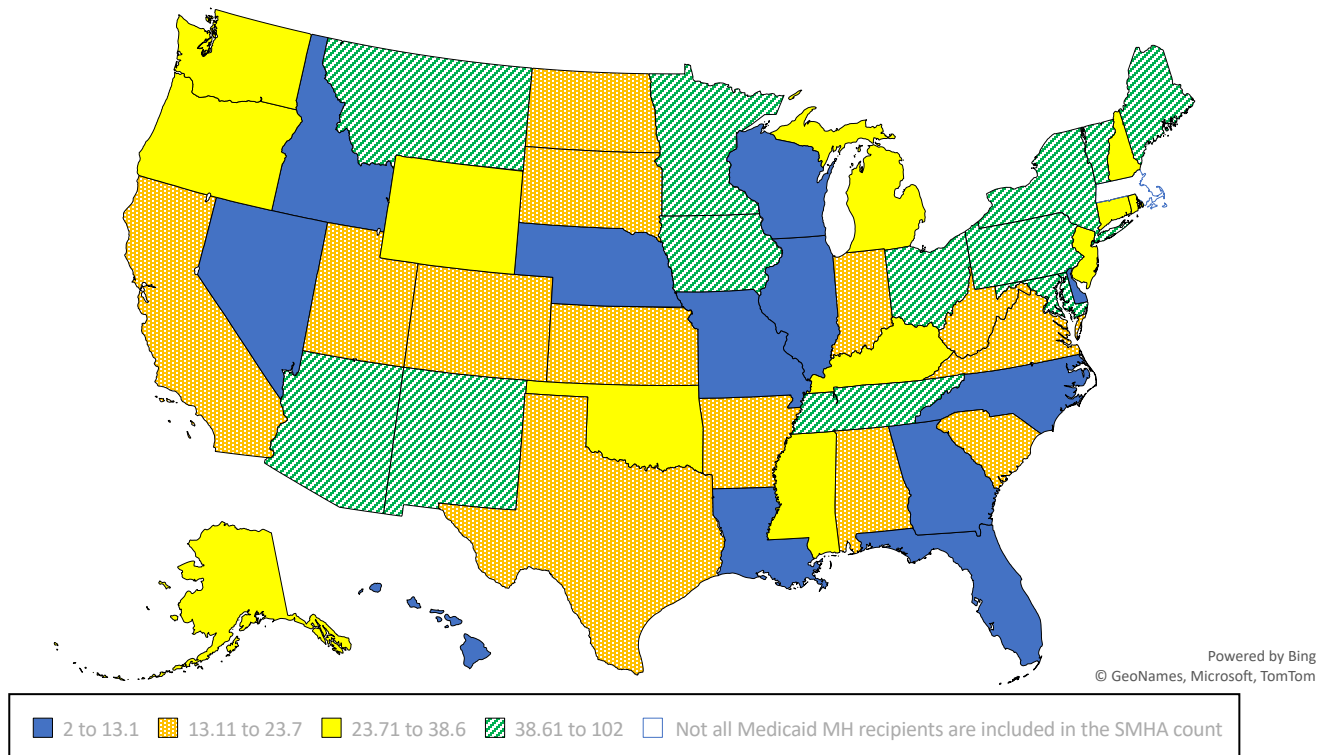 Powered by Bing
© GeoNames, Microsoft, TomTom
2 to 13.1 13.11 to 23.7 23.71 to 38.6 38.61 to 102 Not all Medicaid MH recipients are included in the SMHA count